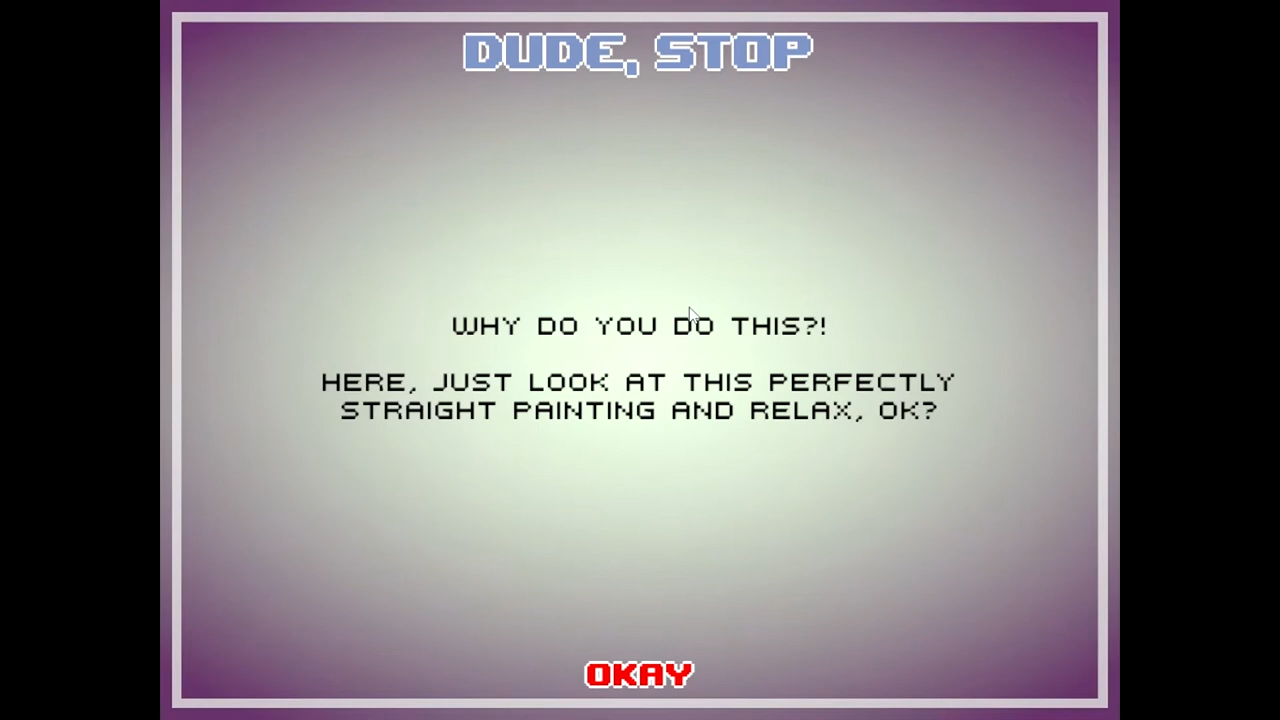 DUDE, STOP
WHY DO YOU DO THIS?!
HERE, JUST LOOK AT THIS PERFECTLY
STRAIGHT PAINTING AND RELAX, OK?
OKAY